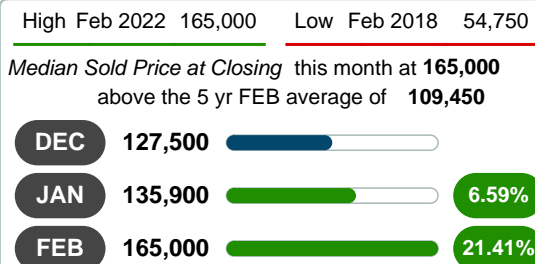 High Feb 2022 165,000 Low Feb 2018 54,750
Median Sold Price at Closing this month at 165,000
above the 5 yr FEB average of 109,450
DEC 127,500
JAN 135,900 6.59%
FEB 165,000 21.41%